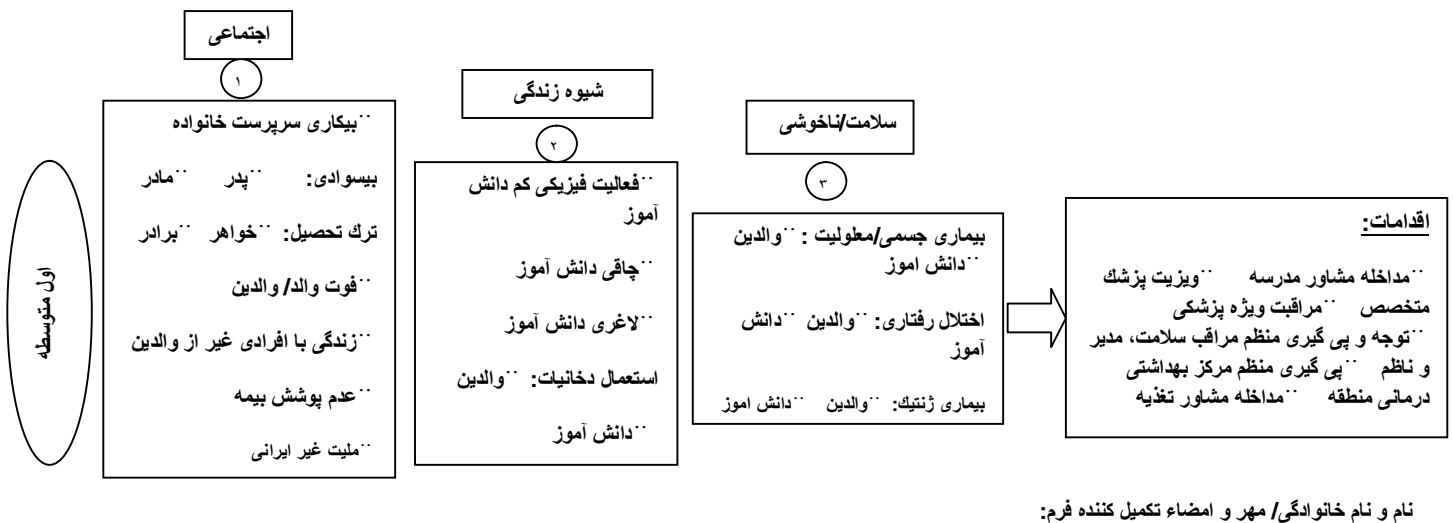 اجتماعی
۱
¨بیکاری سرپرست خانواده
بیسوادی: ¨پدر ¨مادر
ترك تحصیل: ¨خواهر ¨برادر
¨فوت والد/ والدین
¨زندگی با افرادی غیر از والدین
¨عدم پوشش بیمه
¨ملیت غیر ایرانی
شیوه زندگی
۲
¨فعالیت فیزیکی کم دانش
آموز
¨چاقی دانش آموز
¨لاغری دانش آموز
استعمال دخانیات: ¨والدین
¨دانش آموز
سلامت/ناخوشی
۳
بیماری جسمی/معلولیت : ¨والدین
¨دانش اموز
اختلال رفتاری: ¨والدین ¨دانش
آموز
بیماری ژنتیك: ¨والدین ¨دانش اموز
اقدامات:
¨مداخله مشاور مدرسه ¨ویزیت پزشك
متخصص ¨مراقبت ویژه پزشکی
¨توجه و پی گیری منظم مراقب سلامت، مدیر
و ناظم ¨پی گیری منظم مرکز بهداشتی
درمانی منطقه ¨مداخله مشاور تغذیه
اول متوسطه
نام و نام خانوادگی/ مهر و امضاء تکمیل کننده فرم: